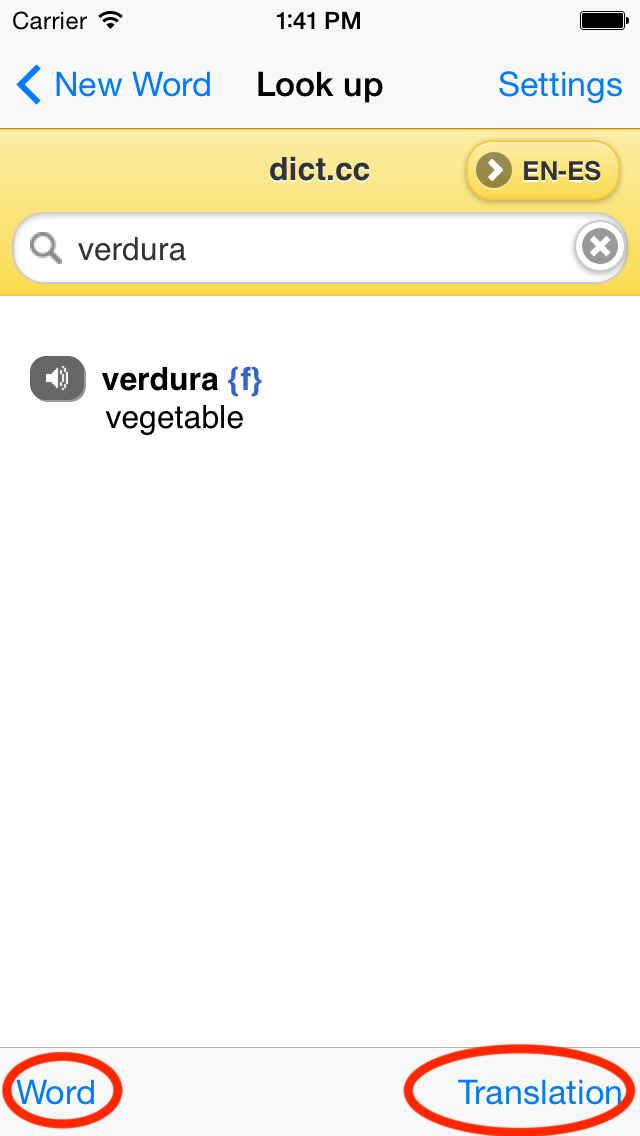 Carrier 1:41 PM
New Word Look up Settings
dict.cc EN-ES
verdura
verdura {f}
vegetable
Word Translation